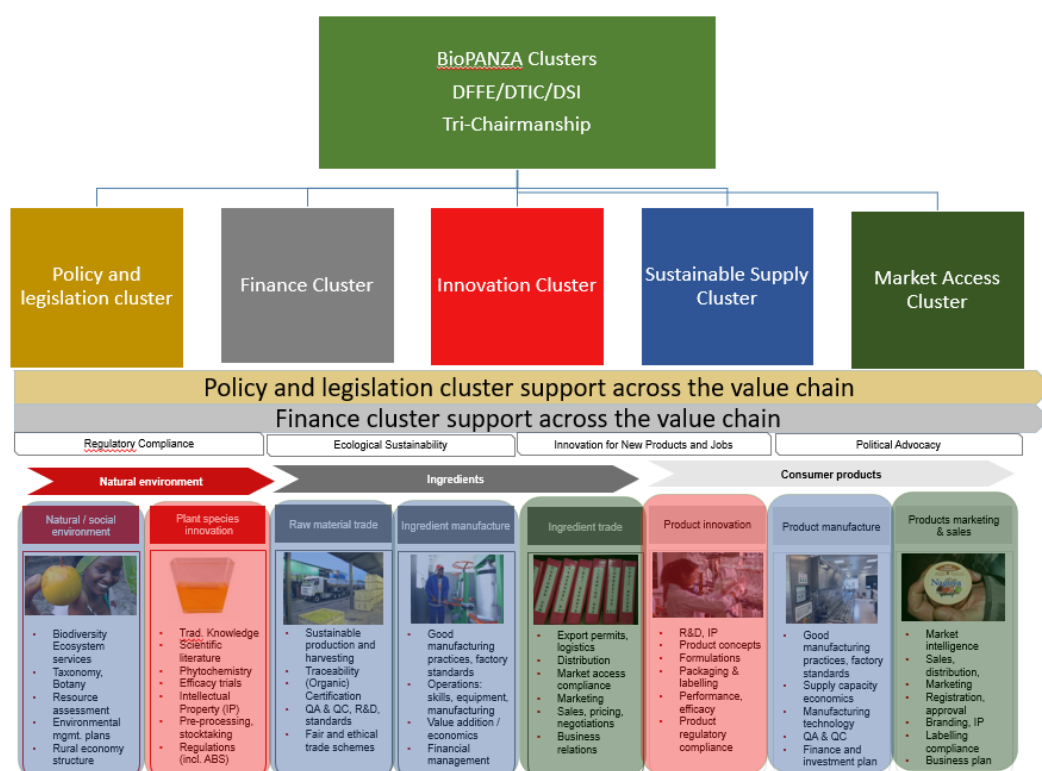 BioPANZA Clusters
DFFE/DTIC/DSI
Tri-Chairmanship
Policy and
legislation cluster
Finance Cluster
Innovation Cluster
Sustainable Supply
Cluster
Market Access
Cluster
Policy and legislation cluster support across the value chain
Finance cluster support across the value chain
Regulatory Compliance
Ecological Sustainability
Innovation for New Products and Jobs
Political Advocacy
Natural environment
Ingredients
Consumer products
Natural / social
environment
• Biodiversity
Ecosystem
services
• Taxonomy,
Botany
• Resource
assessment
• Environmental
mgmt. plans
• Rural economy
structure
Plant species
innovation
• Trad. Knowledge
• Scientific
literature
• Phytochemistry
• Efficacy trials
• Intellectual
Property (IP)
• Pre-processing,
stocktaking
• Regulations
(incl. ABS)
Raw material trade
• Sustainable
production and
harvesting
• Traceability
• (Organic)
Certification
• QA & QC, R&D,
standards
• Fair and ethical
trade schemes
Ingredient manufacture
• Good
manufacturing
practices, factory
standards
• Operations:
skills, equipment,
manufacturing
• Value addition /
economics
• Financial
management
Ingredient trade
• Export permits,
logistics
• Distribution
• Market access
compliance
• Marketing
• Sales, pricing,
negotiations
• Business
relations
Product innovation
• R&D, IP
• Product concepts
• Formulations
• Packaging &
labelling
• Performance,
efficacy
• Product
regulatory
compliance
Product manufacture
• Good
manufacturing
practices, factory
standards
• Supply capacity
economics
• Manufacturing
technology
• QA & QC
• Finance and
investment plan
Products marketing
& sales
• Market
intelligence
• Sales,
distribution,
• Marketing
• Registration,
approval
• Branding, IP
• Labelling
compliance
• Business plan